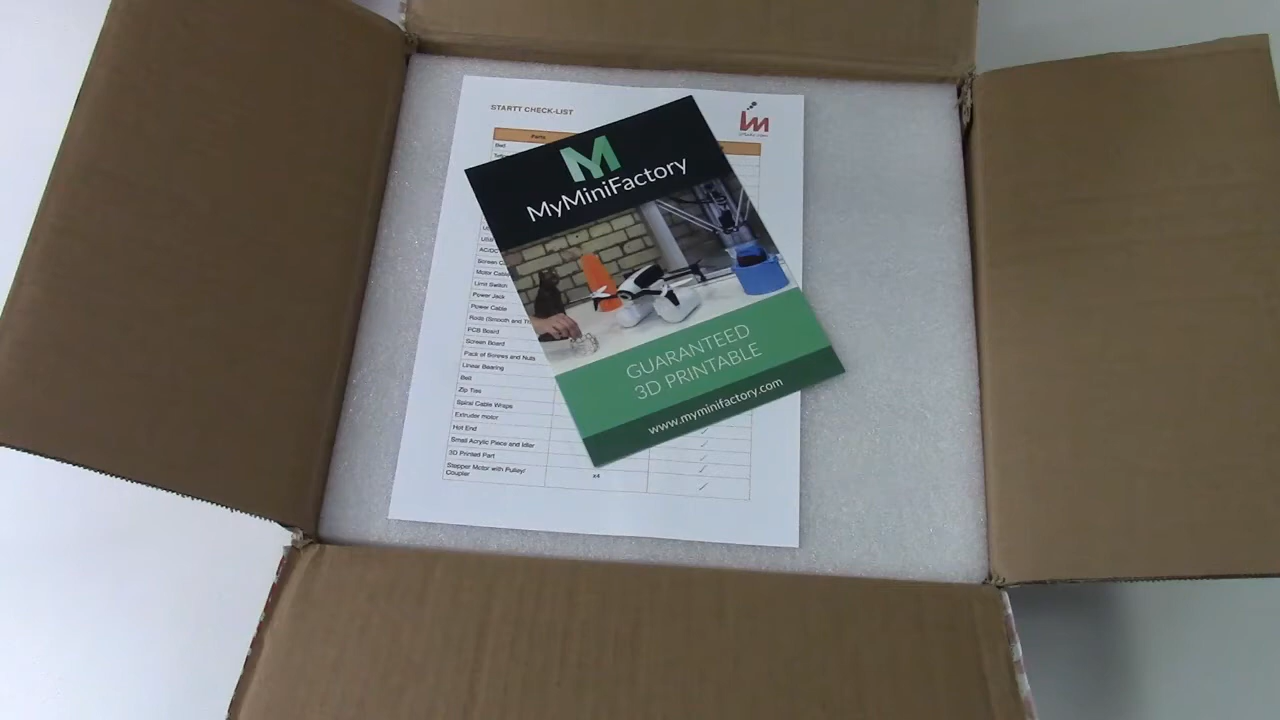 STARTT CHECK-LIST
Parts
Bed
MyMiniFactory
USB
AC/DC
Screen C
Motor Cable
Limit Switch
Power Jack
Power Cable
Rods (Smooth and Th
PCB Board
Screen Board
Pack of Screws and Nuts
Linear Bearing
Belt
Zip Ties
Spiral Cable Wraps
Extruder motor
Hot End
Small Acrylic Piece and Idler
3D Printed Part
Stepper Motor with Pulley/
Coupler
x4
GUARANTEED
3D PRINTABLE
www.myminifactory.com